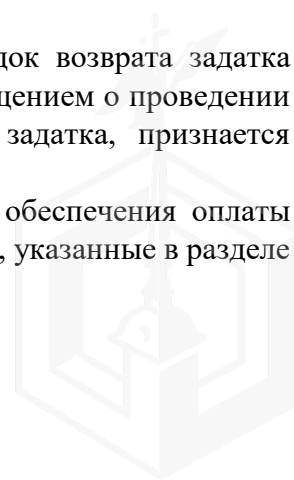 док возврата задатка
щением о проведении
задатка, признается
обеспечения оплаты
, указанные в разделе